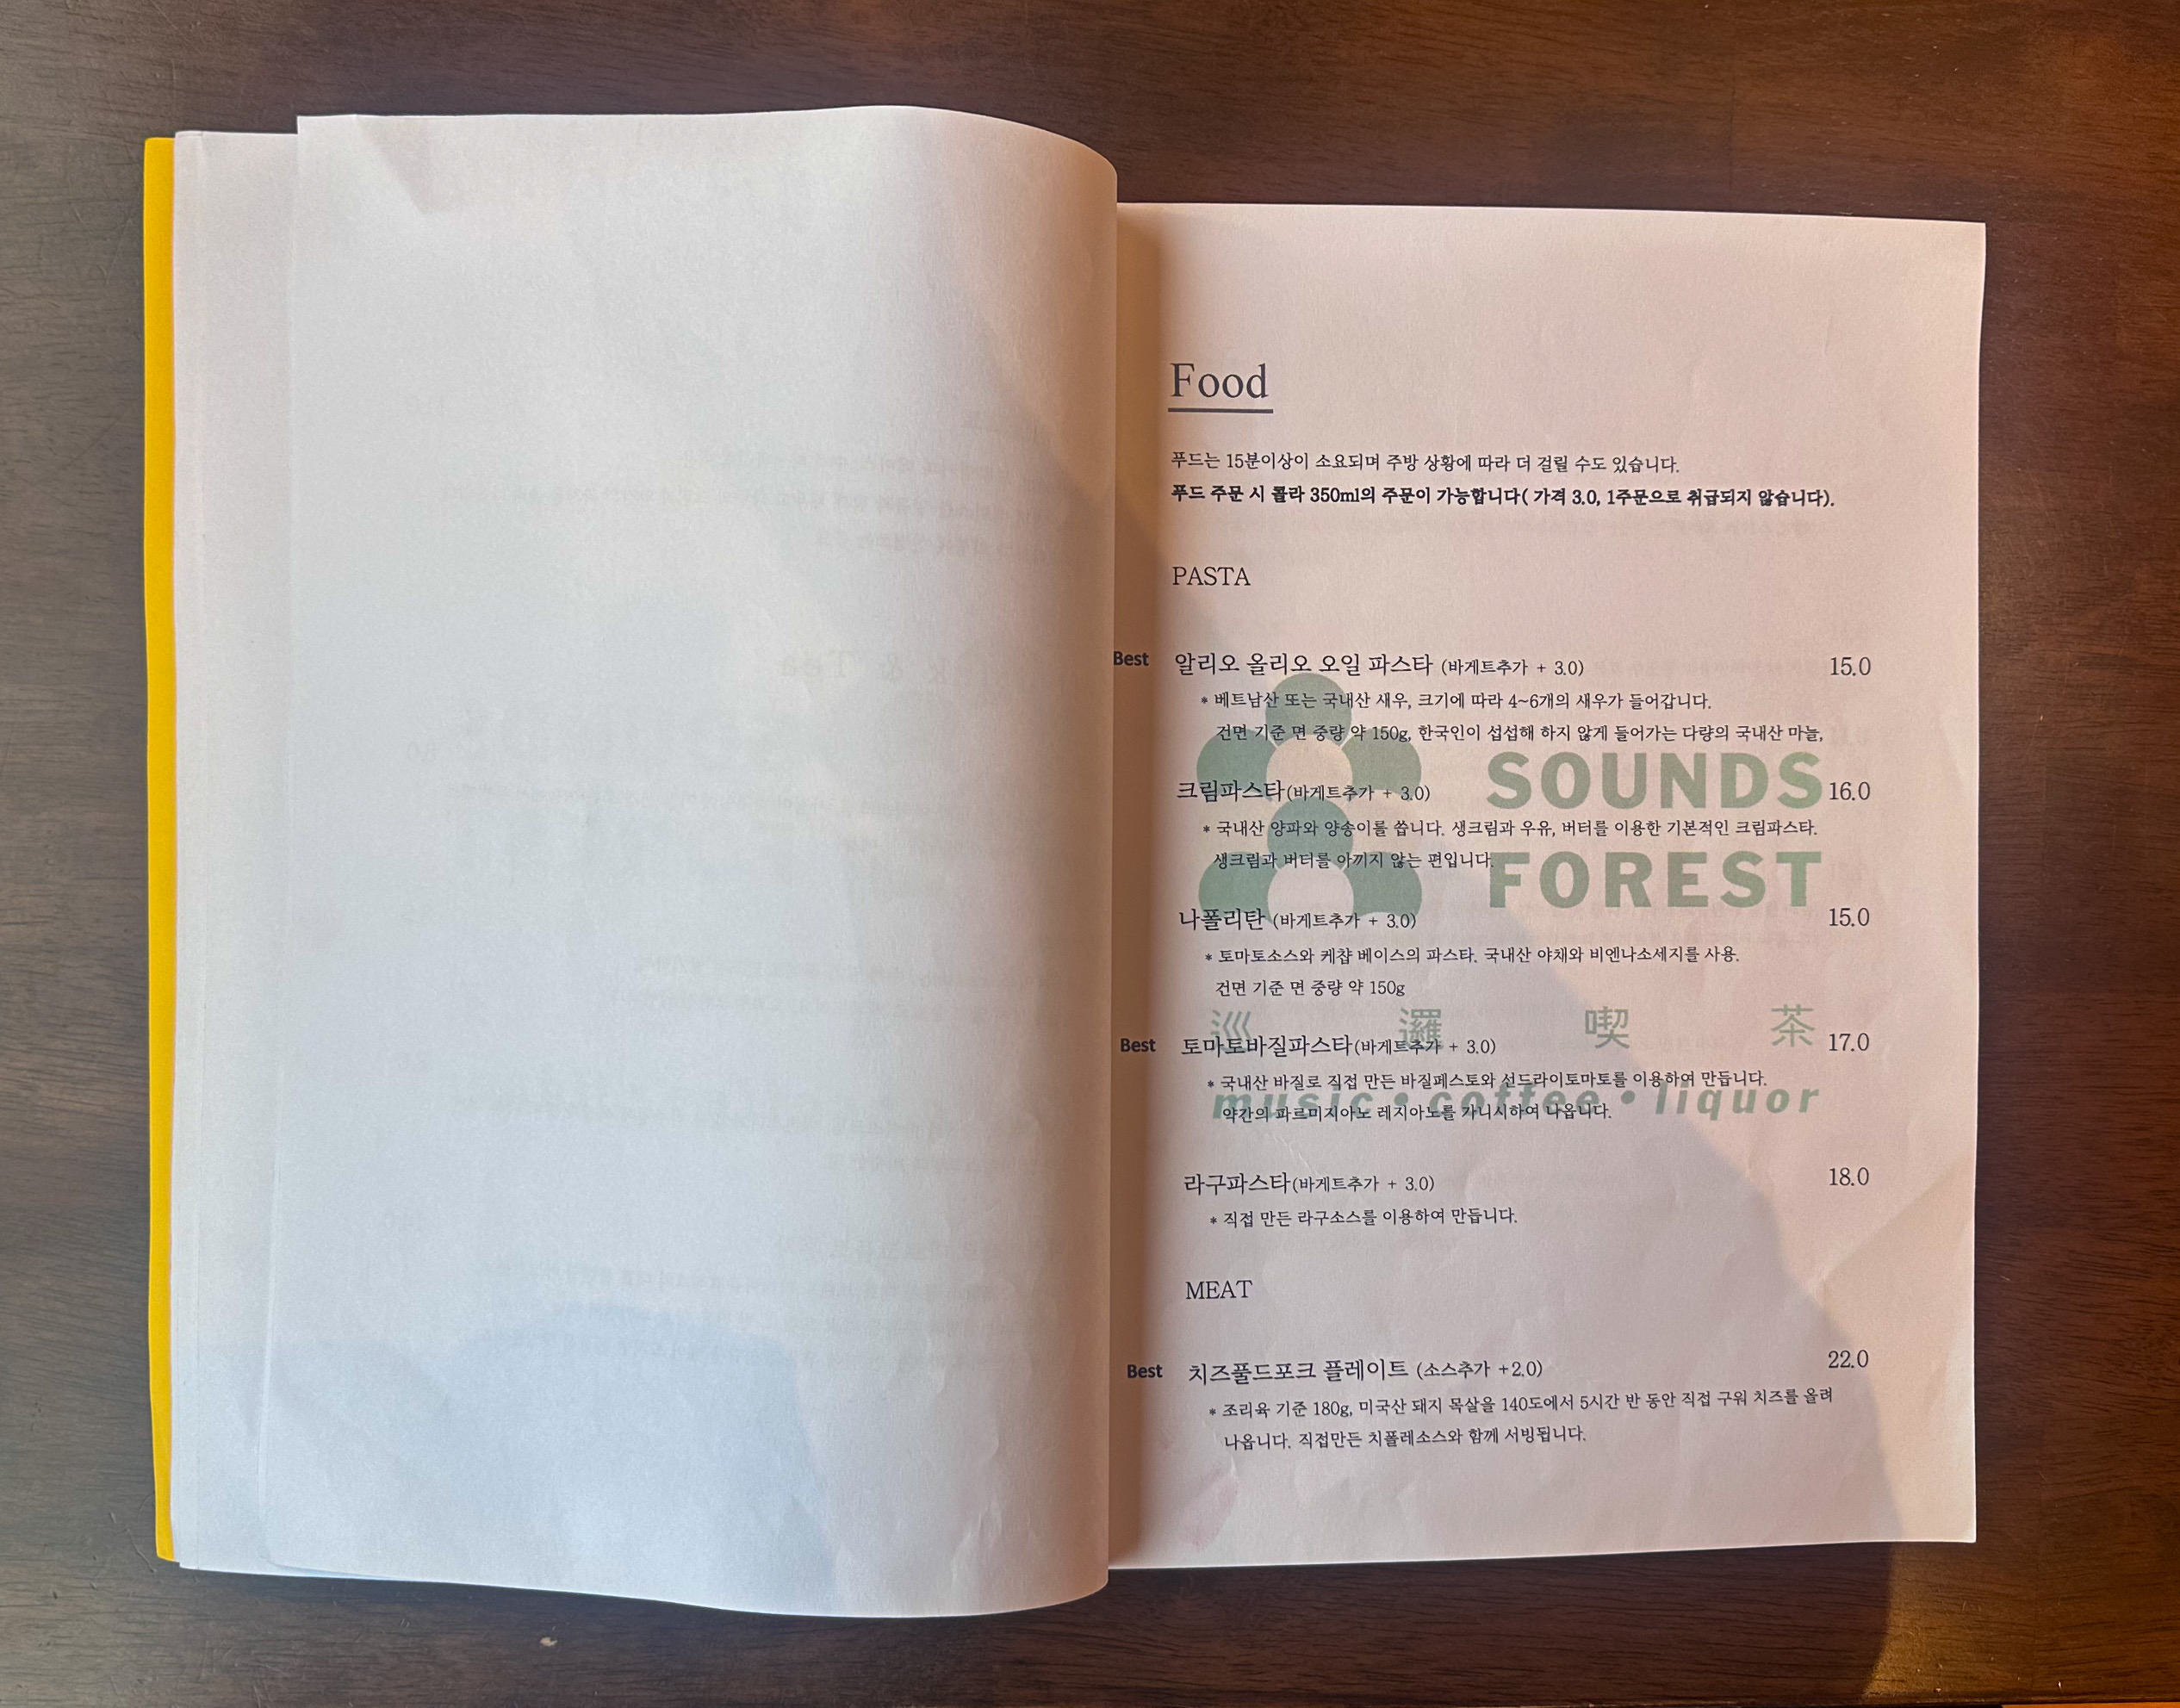 Food
푸드는 15분이상이 소요되며 주방 상황에 따라 더 걸릴 수도 있습니다.
푸드 주문 시 콜라 350ml의 주문이 가능합니다( 가격 3.0, 1주문으로 취급되지 않습니다).
PASTA
Best 알리오 올리오 오일 파스타 (바게트추가 + 3.0) 15.0
* 베트남산 또는 국내산 새우, 크기에 따라 4~6개의 새우가 들어갑니다.
건면 기준 면 중량 약 150g, 한국인이 섭섭해 하지 않게 들어가는 다량의 국내산 마늘,
SOUNDS
크림파스타(바게트추가 + 3.0) 16.0
* 국내산 양파와 양송이를 씁니다. 생크림과 우유, 버터를 이용한 기본적인 크림파스타.
생크림과 버터를 아끼지 않는 편입니다.
FOREST
나폴리탄 (바게트추가 + 3.0) 15.0
* 토마토소스와 케챱 베이스의 파스타. 국내산 야채와 비엔나소세지를 사용.
건면 기준 면 중량 약 150g
巡 邏 喫 茶
Best 토마토바질파스타(바게트추가 + 3.0) 17.0
* 국내산 바질로 직접 만든 바질페스토와 선드라이토마토를 이용하여 만듭니다.
music • coffee • liquor
약간의 파르미지아노 레지아노를 가니시하여 나옵니다.
라구파스타(바게트추가 + 3.0) 18.0
* 직접 만든 라구소스를 이용하여 만듭니다.
MEAT
Best 치즈풀드포크 플레이트 (소스추가 +2.0) 22.0
* 조리육 기준 180g, 미국산 돼지 목살을 140도에서 5시간 반 동안 직접 구워 치즈를 올려
나옵니다. 직접만든 치폴레소스와 함께 서빙됩니다.